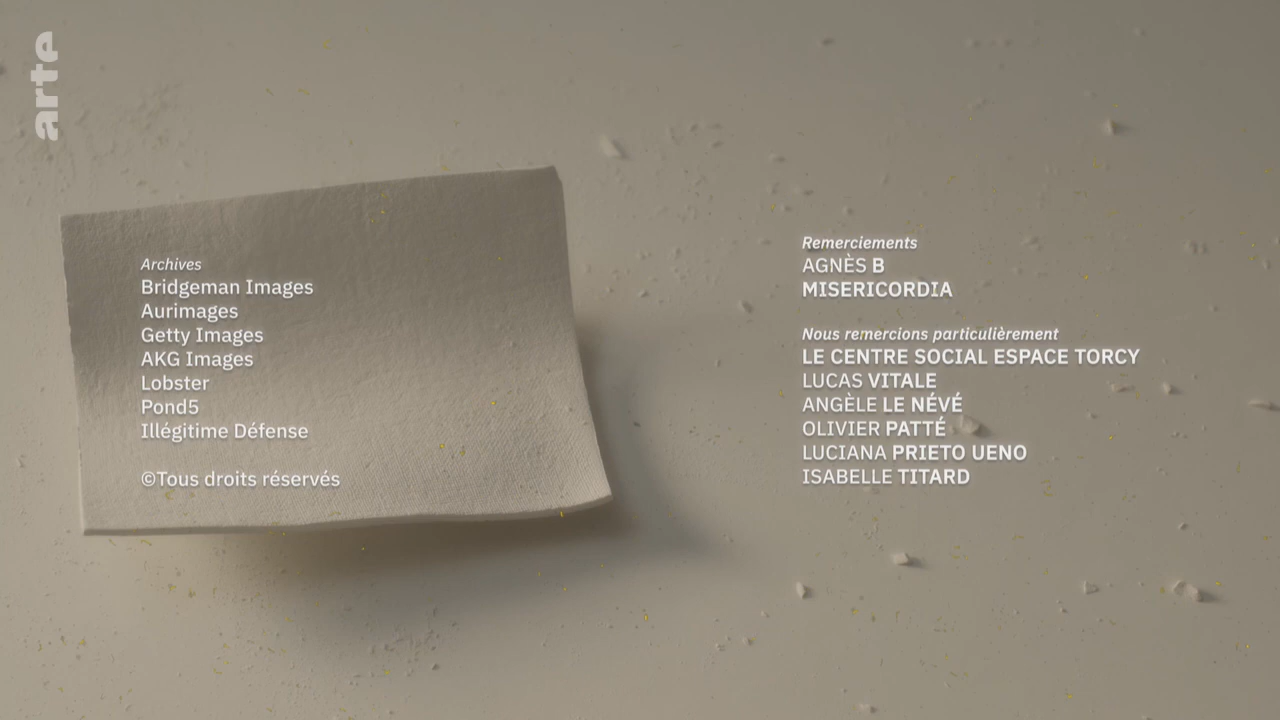 arte
Archives
Bridgeman Images
Aurimages
Getty Images
AKG Images
Lobster
Pond5
Illégitime Défense
©Tous droits réservés
Remerciements
AGNÈS B
MISERICORDIA
Nous remercions particulièrement
LE CENTRE SOCIAL ESPACE TORCY
LUCAS VITALE
ANGÈLE LE NÉVÉ
OLIVIER PATTÉ
LUCIANA PRIETO UENO
ISABELLE TITARD